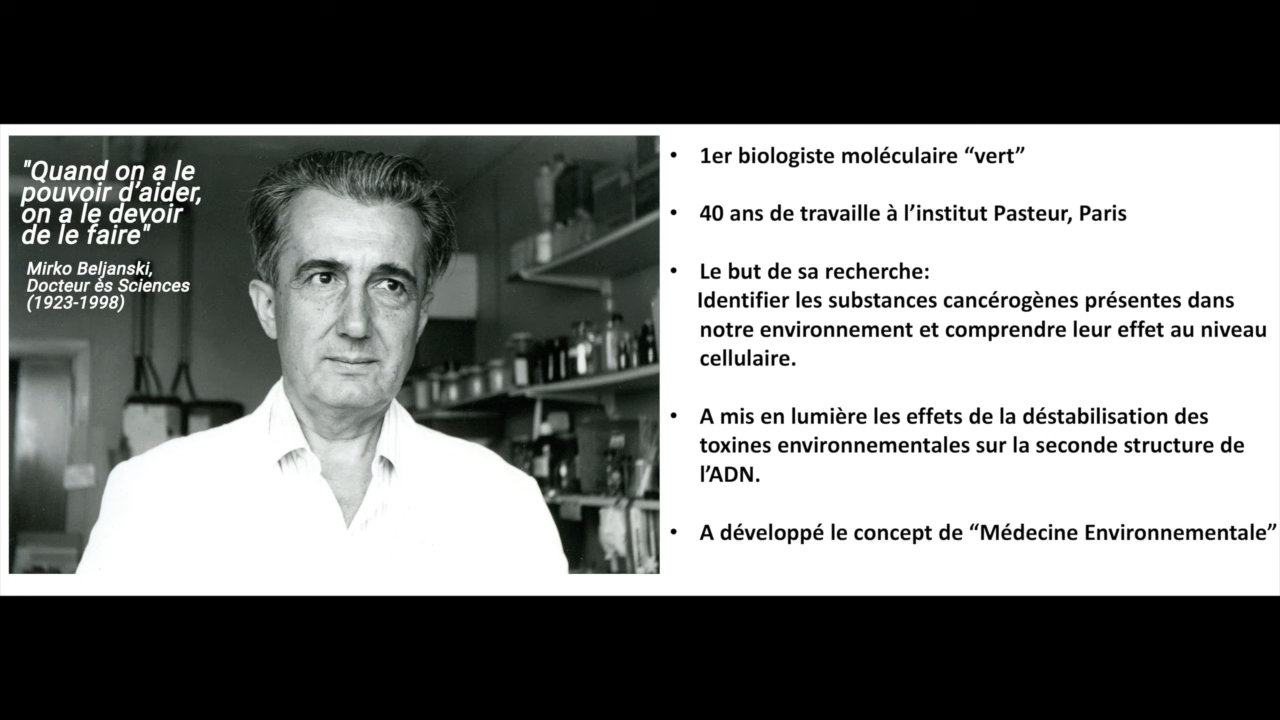 "Quand on a le
pouvoir d'aider,
on a le devoir
de le faire"
Mirko Beljanski,
Docteur ès Sciences
(1923-1998)
• 1er biologiste moléculaire “vert”
• 40 ans de travaille à l’institut Pasteur, Paris
• Le but de sa recherche:
Identifier les substances cancérogènes présentes dans
notre environnement et comprendre leur effet au niveau
cellulaire.
• A mis en lumière les effets de la déstabilisation des
toxines environnementales sur la seconde structure de
l’ADN.
• A développé le concept de “Médecine Environnementale”